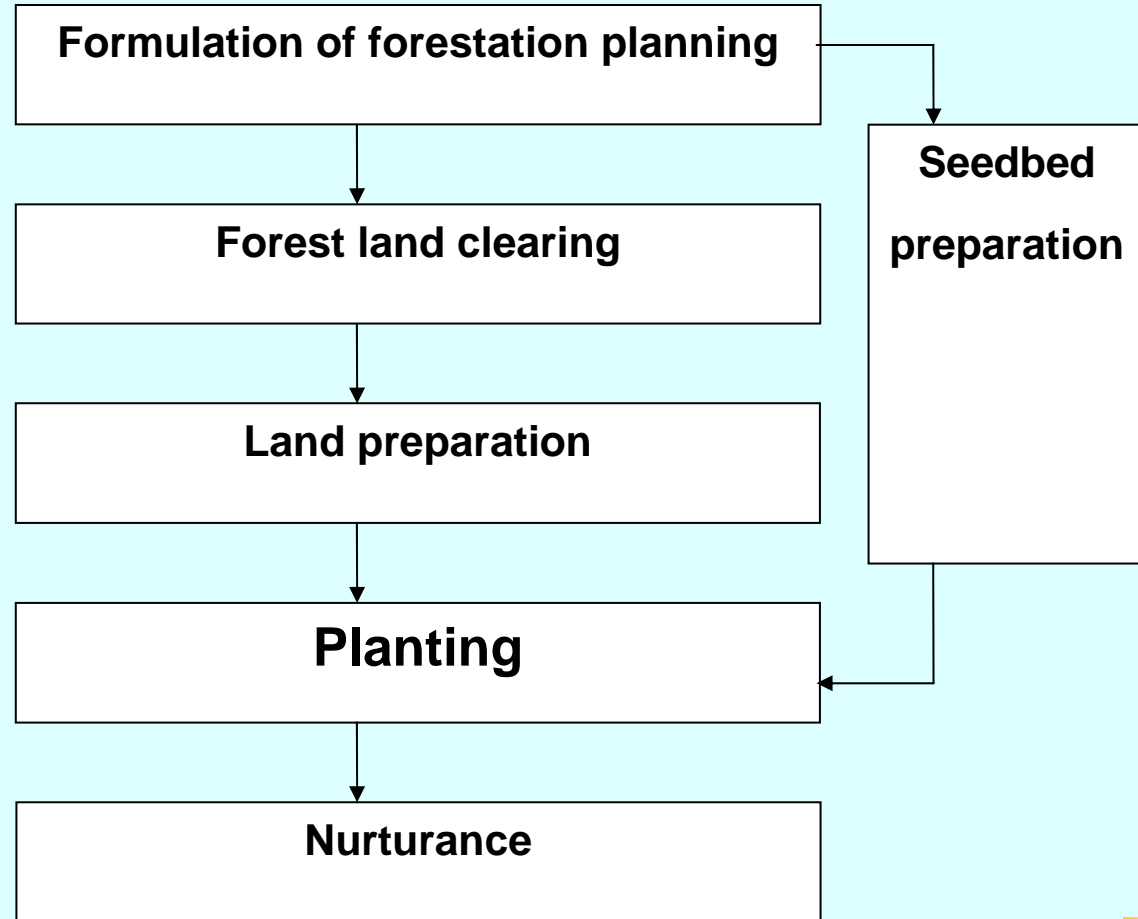 Formulation of forestation planning
Seedbed
preparation
Forest land clearing
Land preparation
Planting
Nurturance